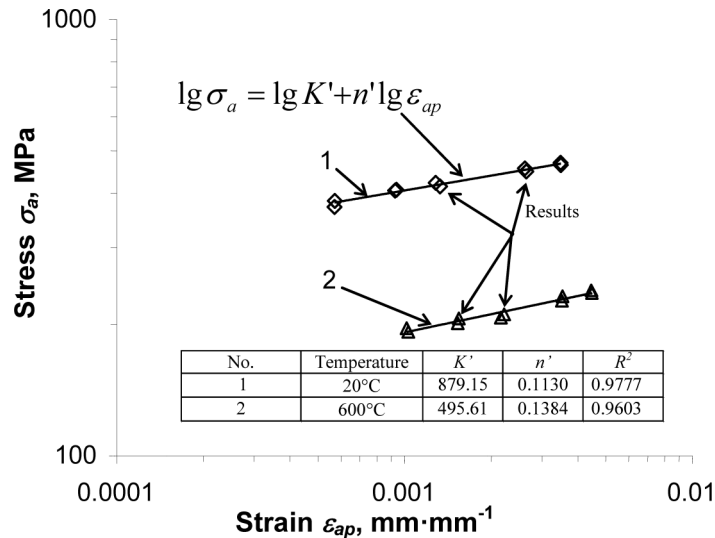 1000
lg σₐ = lg K'+n' lg εₐₚ
1
Results
2
Stress σₐ, MPa
No. Temperature K’ n’ R²
1 20°C 879.15 0.1130 0.9777
2 600°C 495.61 0.1384 0.9603
100
0.0001 0.001 0.01
Strain εₐₚ, mm·mm⁻¹